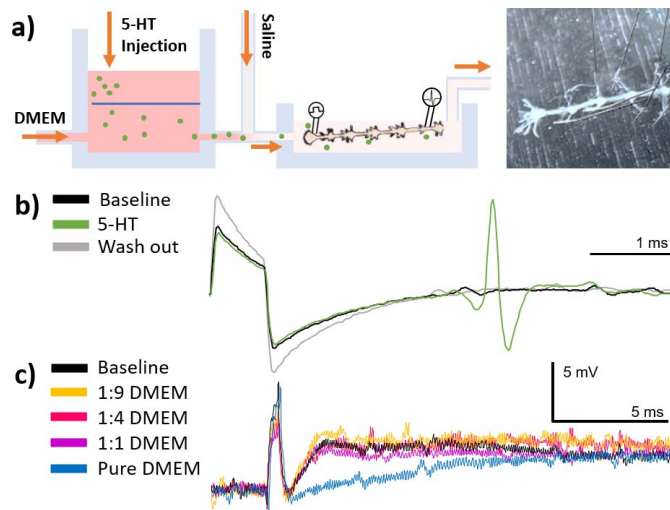 a)
5-HT
Injection
Saline
DMEM
b)
Baseline
5-HT
Wash out
1 ms
c)
Baseline
1:9 DMEM
1:4 DMEM
1:1 DMEM
Pure DMEM
5 mV
5 ms